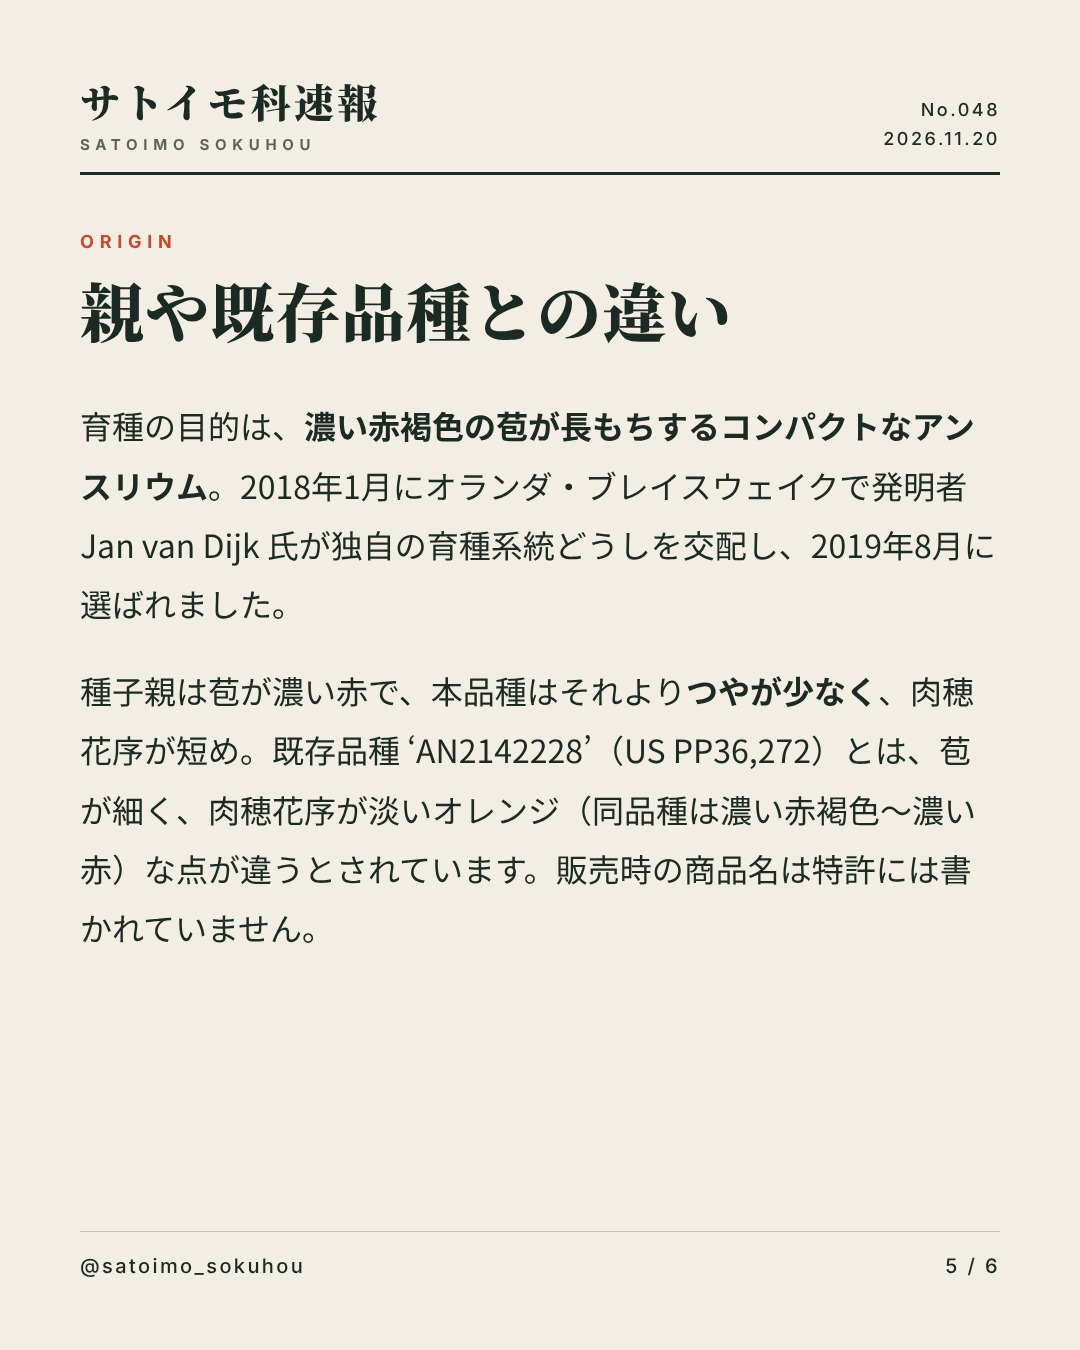 サトイモ科速報
SATOIMO SOKUHOU
No.048
2026.11.20
ORIGIN
親や既存品種との違い
育種の目的は、濃い赤褐色の苞が長もちするコンパクトなアン
スリウム。2018年1月にオランダ・ブレイスウェイクで発明者
Jan van Dijk 氏が独自の育種系統どうしを交配し、2019年8月に
選ばれました。
種子親は苞が濃い赤で、本品種はそれよりつやが少なく、肉穂
花序が短め。既存品種 ‘AN2142228’（US PP36,272）とは、苞
が細く、肉穂花序が淡いオレンジ（同品種は濃い赤褐色〜濃い
赤）な点が違うとされています。販売時の商品名は特許には書
かれていません。
@satoimo_sokuhou
5 / 6